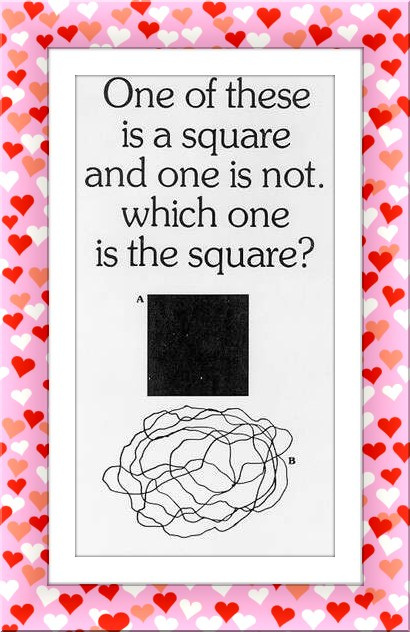 One of these
is a square
and one is not.
which one
is the square?
A
B